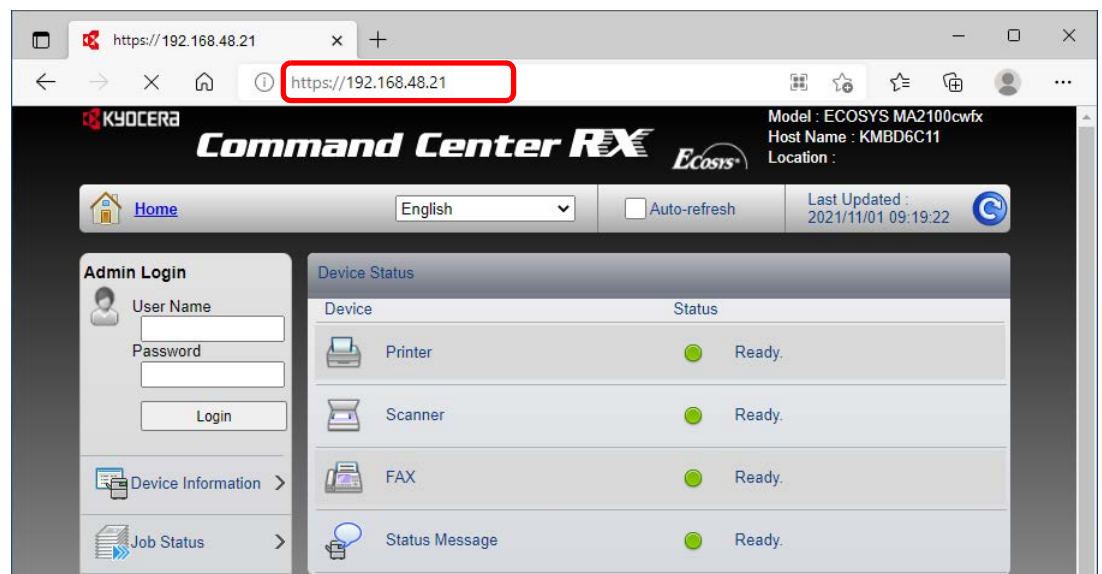 https://192.168.48.21
https://192.168.48.21
KYOCERA
Command Center RX
Ecosys
Model : ECOSYS MA2100cwfx
Host Name : KMBD6C11
Location :
Home
English
Auto-refresh
Last Updated :
2021/11/01 09:19:22
Admin Login
User Name
Password
Login
Device Information
Job Status
Device Status
Device Status
Printer Ready.
Scanner Ready.
FAX Ready.
Status Message Ready.